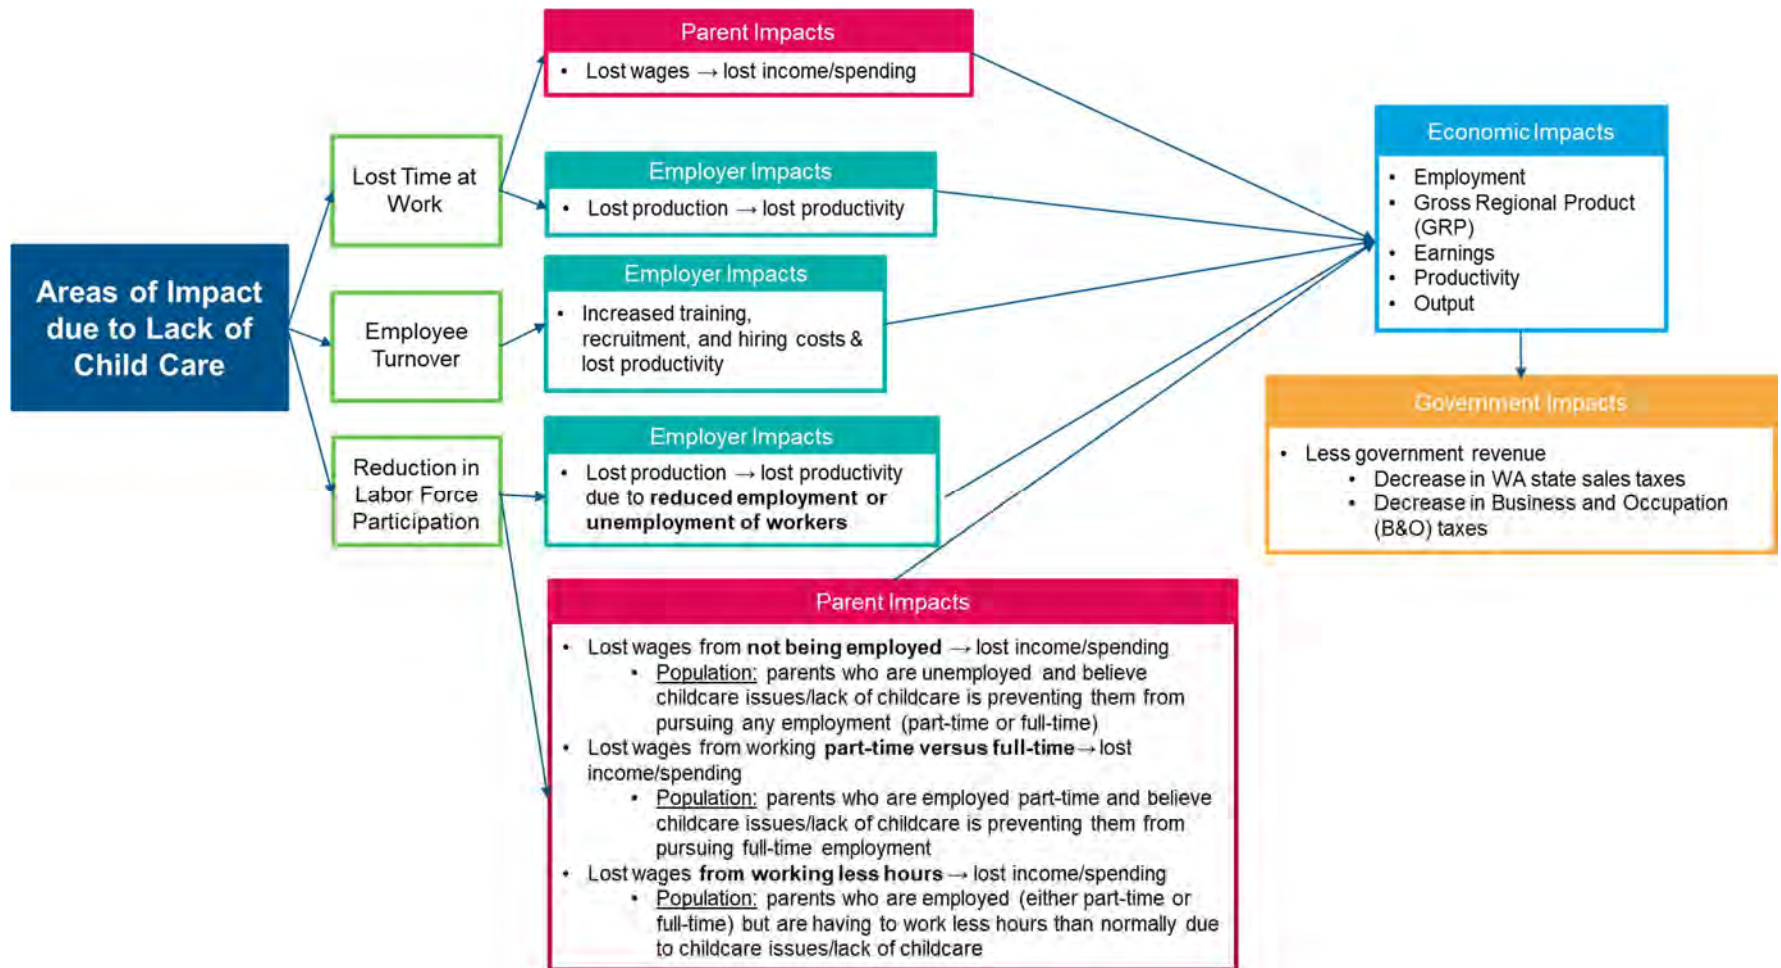 Areas of Impact
due to Lack of
Child Care
Lost Time at
Work
Employee
Turnover
Reduction in
Labor Force
Participation
Parent Impacts
• Lost wages → lost income/spending
Employer Impacts
• Lost production → lost productivity
Employer Impacts
• Increased training,
recruitment, and hiring costs &
lost productivity
Employer Impacts
• Lost production → lost productivity
due to reduced employment or
unemployment of workers
Parent Impacts
• Lost wages from not being employed → lost income/spending
• Population: parents who are unemployed and believe
childcare issues/lack of childcare is preventing them from
pursuing any employment (part-time or full-time)
• Lost wages from working part-time versus full-time→lost
income/spending
• Population: parents who are employed part-time and believe
childcare issues/lack of childcare is preventing them from
pursuing full-time employment
• Lost wages from working less hours → lost income/spending
• Population: parents who are employed (either part-time or
full-time) but are having to work less hours than normally due
to childcare issues/lack of childcare
Economic Impacts
• Employment
• Gross Regional Product
(GRP)
• Earnings
• Productivity
• Output
Government Impacts
• Less government revenue
• Decrease in WA state sales taxes
• Decrease in Business and Occupation
(B&O) taxes